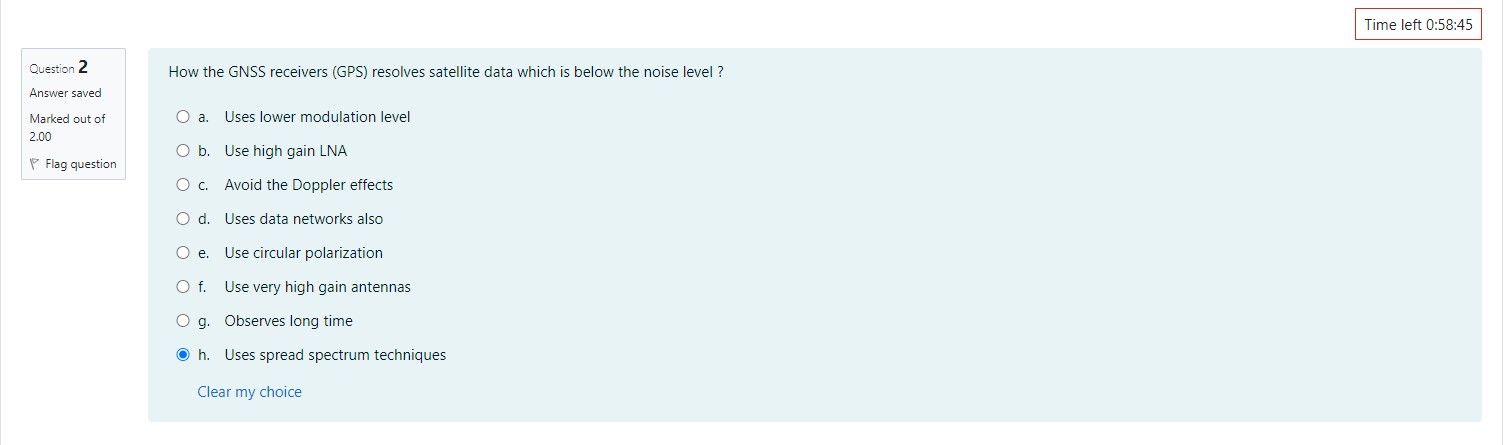 Time left 0:58:45
Question 2
Answer saved
Marked out of
2.00
Flag question
How the GNSS receivers (GPS) resolves satellite data which is below the noise level ?
a. Uses lower modulation level
b. Use high gain LNA
c. Avoid the Doppler effects
d. Uses data networks also
e. Use circular polarization
f. Use very high gain antennas
g. Observes long time
h. Uses spread spectrum techniques
Clear my choice